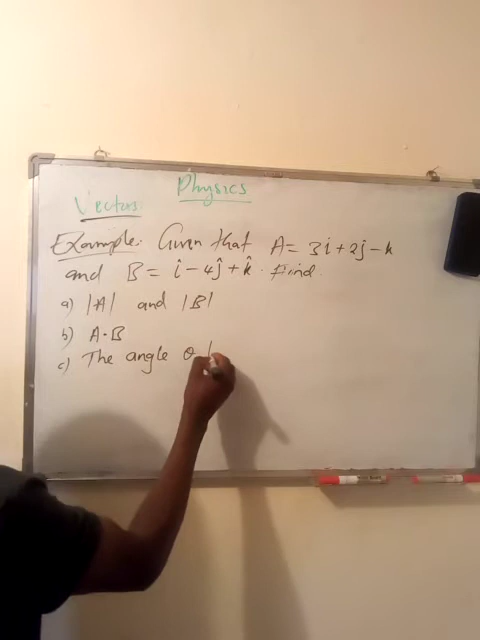 Physics
Vectors:
Example: Given that A = 3i + 2j - k
and B = î - 4ĵ + k̂. Find
a) |A| and |B|
b) A·B
c) The angle θ